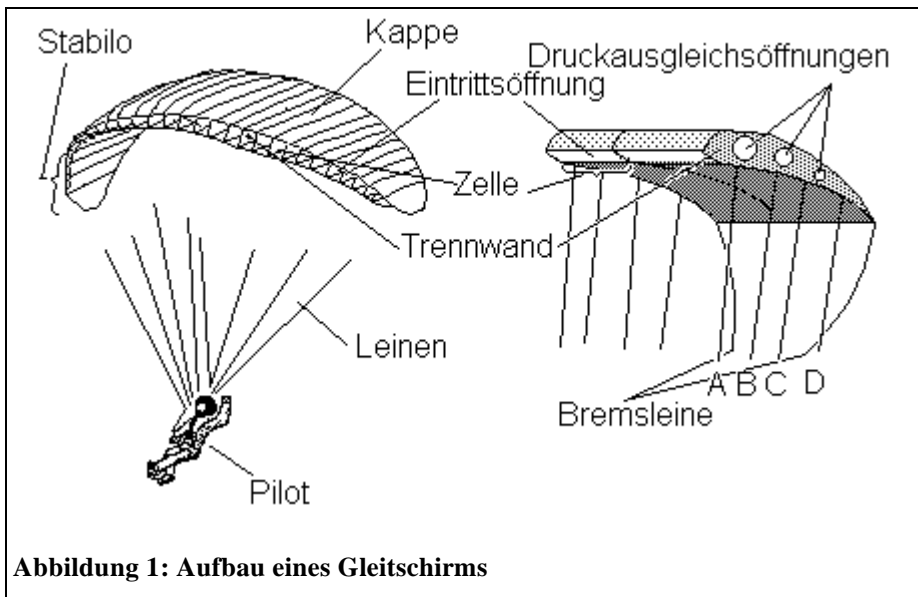 Stabilo
Kappe
Druckausgleichsöffnungen
Eintrittsöffnung
Zelle
Trennwand
Leinen
A B C D
Bremsleine
Pilot
Abbildung 1: Aufbau eines Gleitschirms